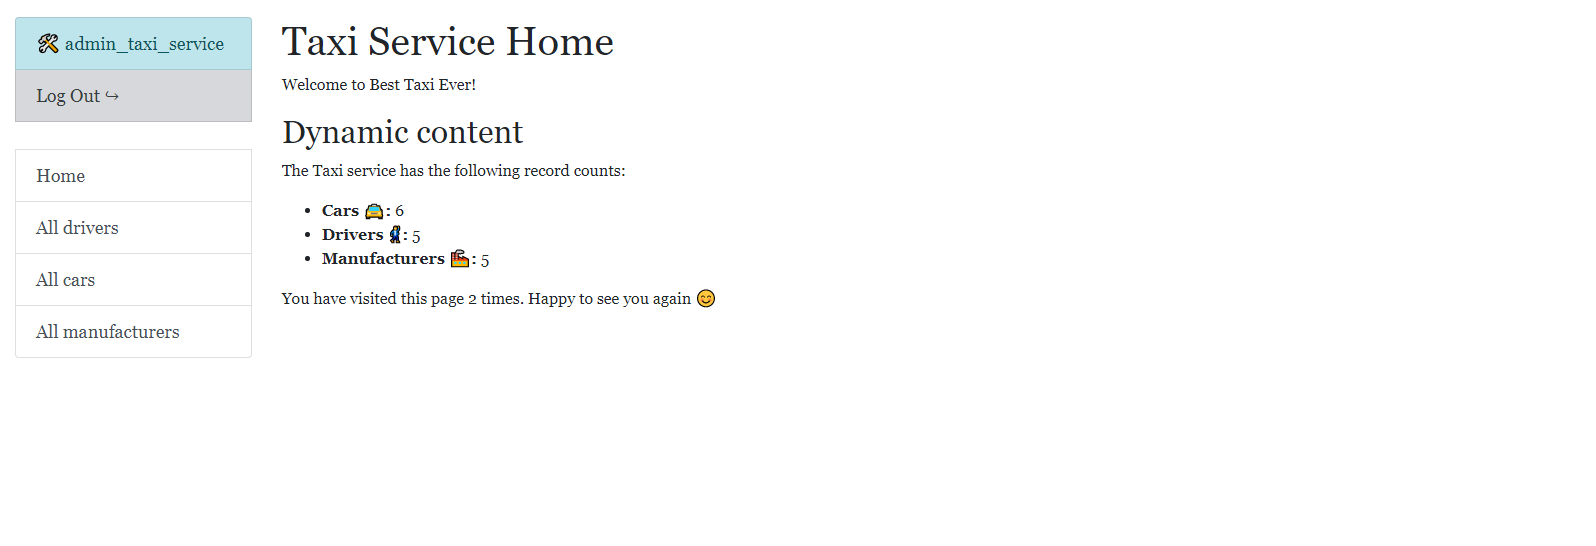 🛠 admin_taxi_service
Log Out ↪
Home
All drivers
All cars
All manufacturers
Taxi Service Home
Welcome to Best Taxi Ever!
Dynamic content
The Taxi service has the following record counts:
• Cars 🚖: 6
• Drivers 🕴: 5
• Manufacturers 🏭: 5
You have visited this page 2 times. Happy to see you again 😊